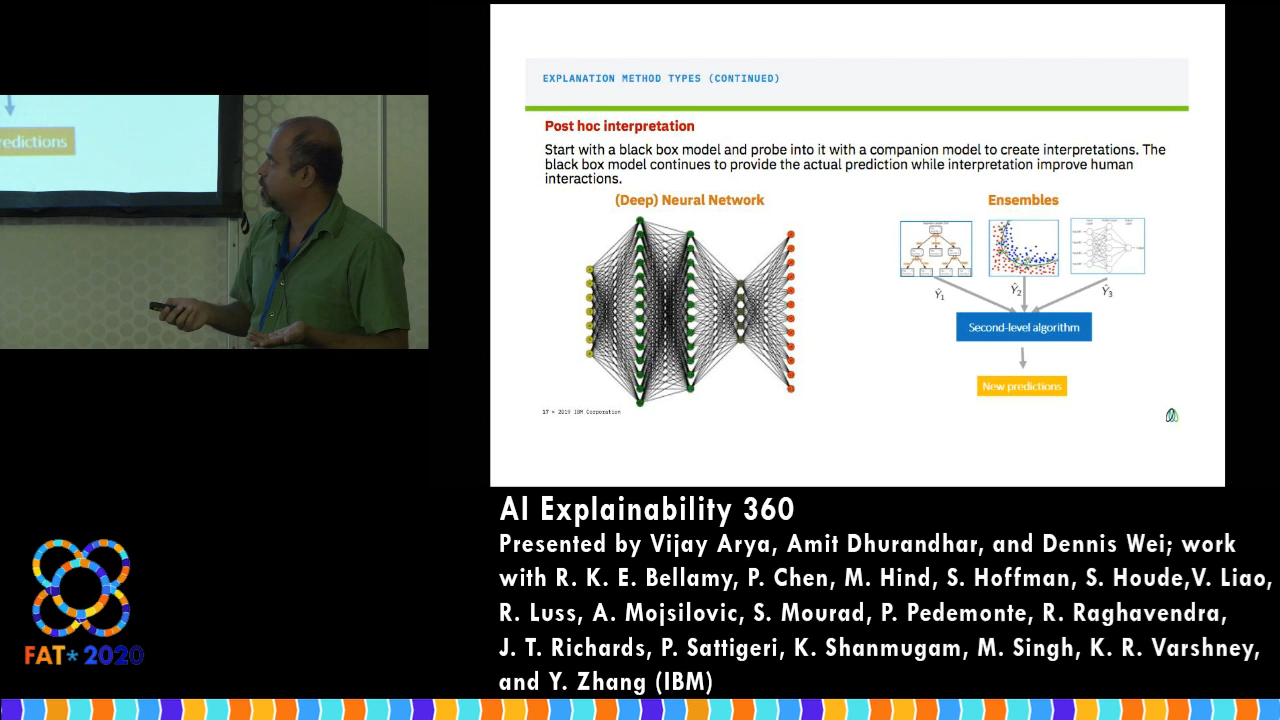 EXPLANATION METHOD TYPES (CONTINUED)
Post hoc interpretation
Start with a black box model and probe into it with a companion model to create interpretations. The
black box model continues to provide the actual prediction while interpretation improve human
interactions.
(Deep) Neural Network
Ensembles
Ŷ1
Ŷ2
Ŷ3
Second-level algorithm
New predictions
17 © 2019 IBM Corporation
redictions
AI Explainability 360
Presented by Vijay Arya, Amit Dhurandhar, and Dennis Wei; work
with R. K. E. Bellamy, P. Chen, M. Hind, S. Hoffman, S. Houde,V. Liao,
R. Luss, A. Mojsilovic, S. Mourad, P. Pedemonte, R. Raghavendra,
J. T. Richards, P. Sattigeri, K. Shanmugam, M. Singh, K. R. Varshney,
and Y. Zhang (IBM)
FAT* 2020